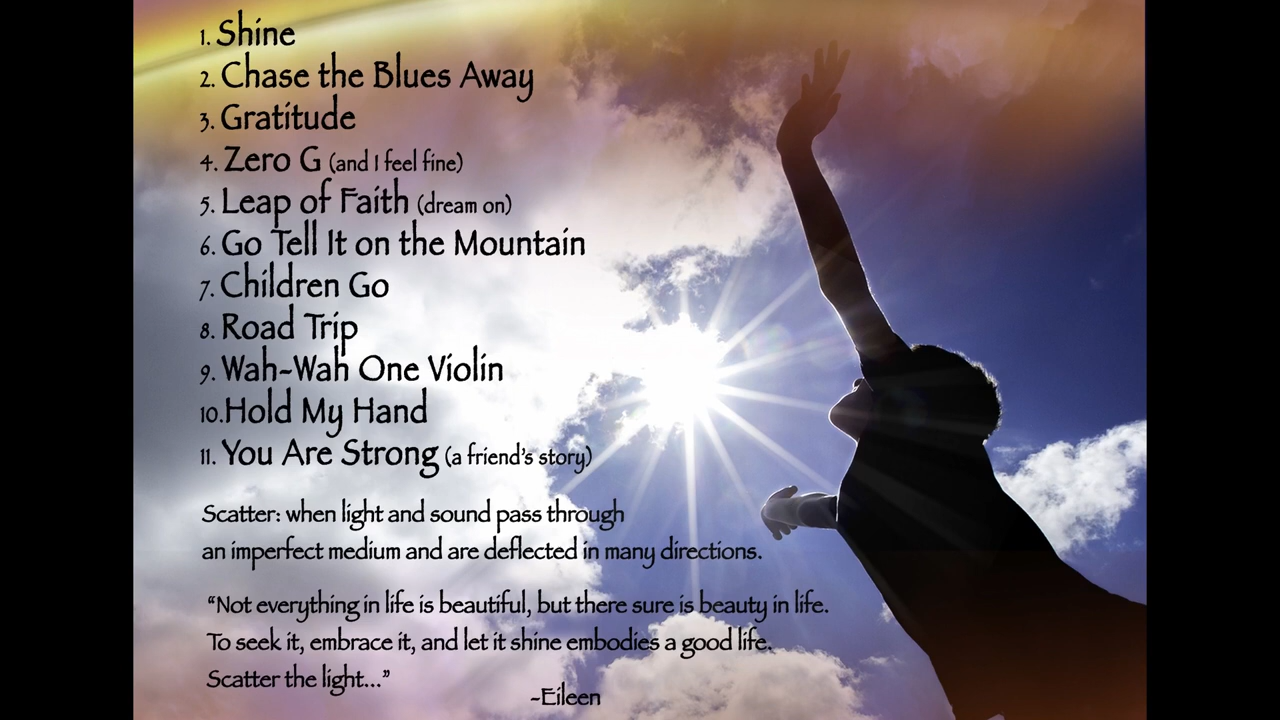 1. Shine
2. Chase the Blues Away
3. Gratitude
4. Zero G (and I feel fine)
5. Leap of Faith (dream on)
6. Go Tell It on the Mountain
7. Children Go
8. Road Trip
9. Wah-Wah One Violin
10.Hold My Hand
11. You Are Strong (a friend's story)
Scatter: when light and sound pass through
an imperfect medium and are deflected in many directions.
“Not everything in life is beautiful, but there sure is beauty in life.
To seek it, embrace it, and let it shine embodies a good life.
Scatter the light...”
-Eileen